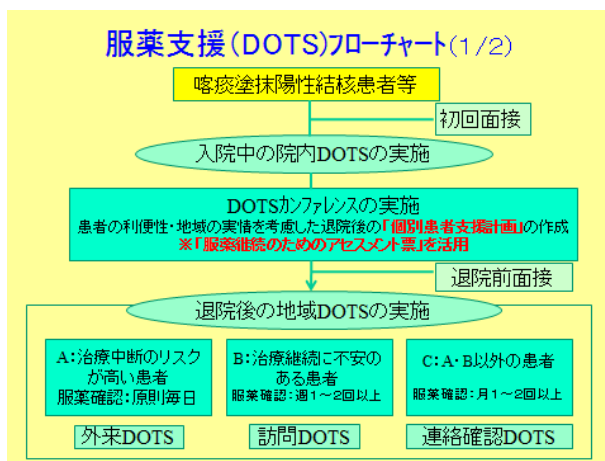 服薬支援(DOTS)フローチャート(1/2)
喀痰塗抹陽性結核患者等
初回面接
入院中の院内DOTSの実施
DOTSカンファレンスの実施
患者の利便性・地域の実情を考慮した退院後の「個別患者支援計画」の作成
※「服薬継続のためのアセスメント票」を活用
退院前面接
退院後の地域DOTSの実施
A:治療中断のリスク
が高い患者
服薬確認:原則毎日
外来DOTS
B:治療継続に不安の
ある患者
服薬確認:週1~2回以上
訪問DOTS
C:A・B以外の患者
服薬確認:月1~2回以上
連絡確認DOTS